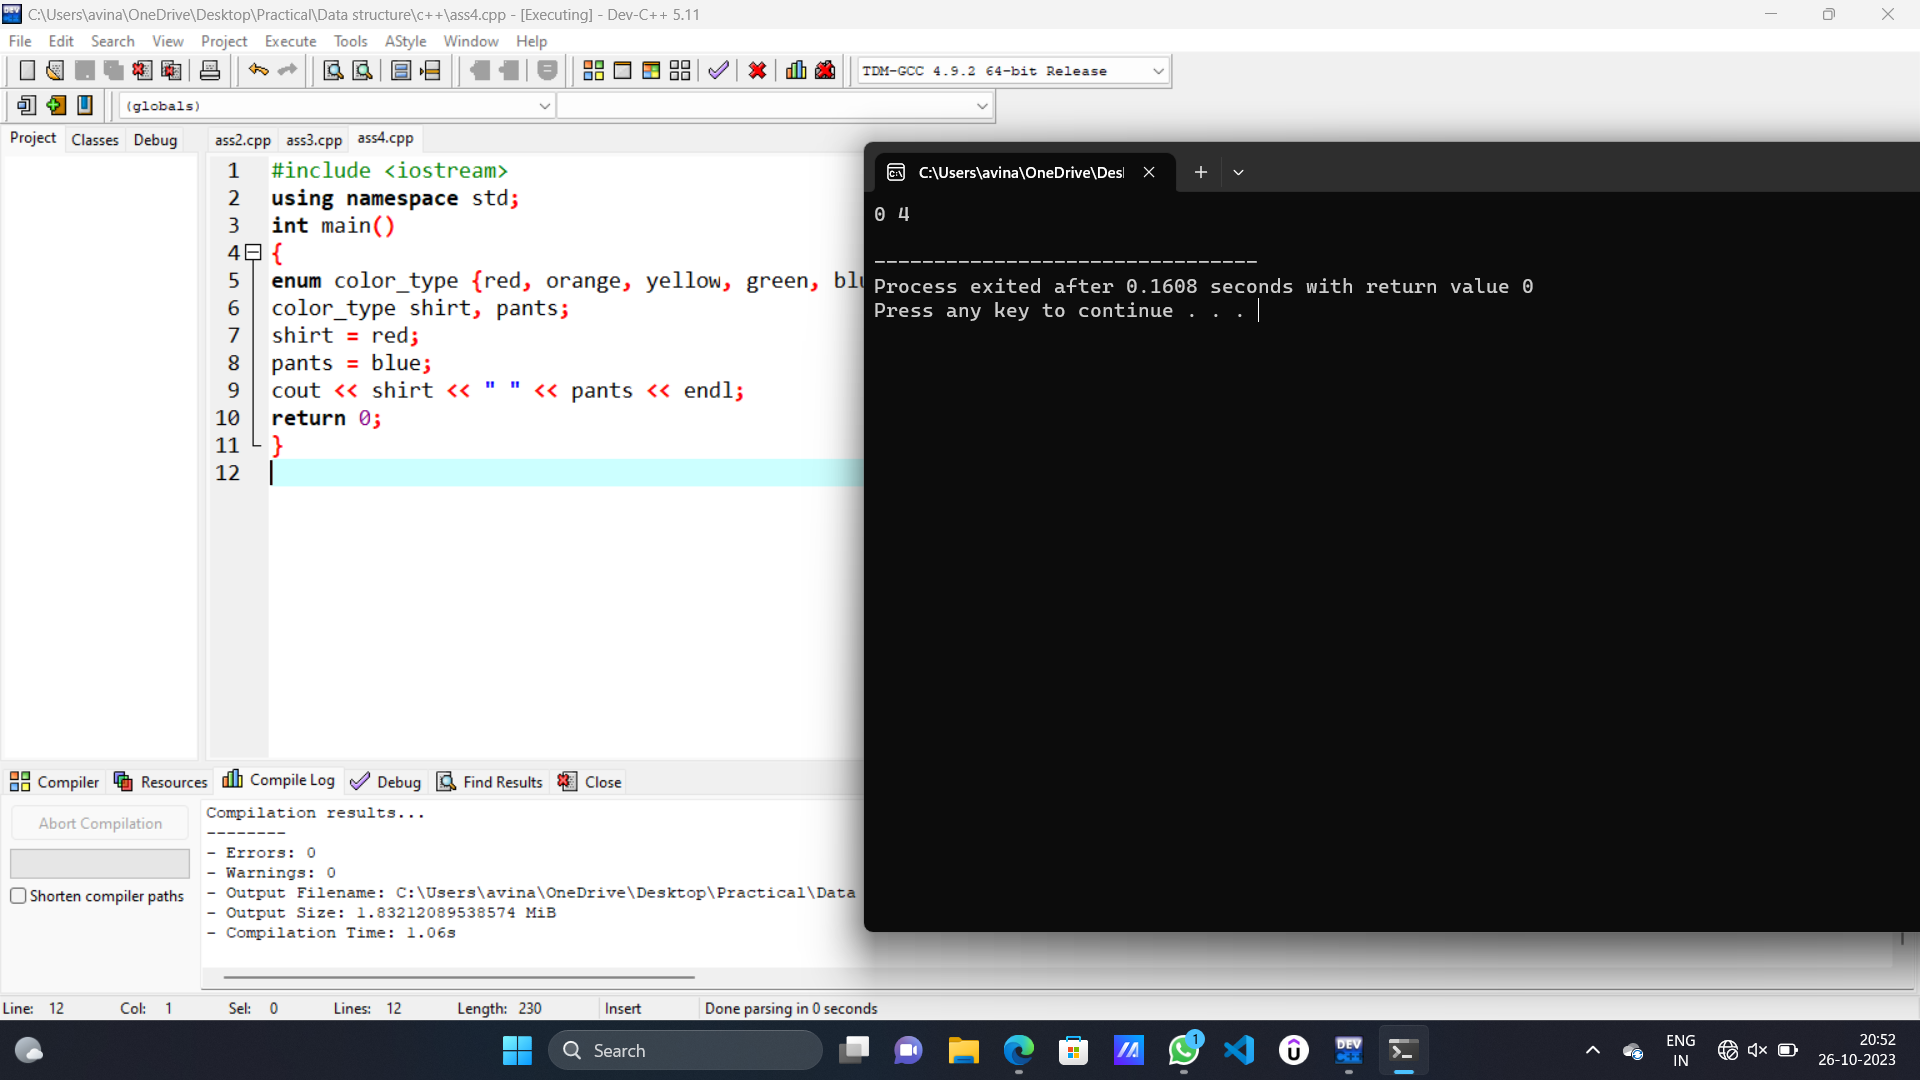 C:\Users\avina\OneDrive\Desktop\Practical\Data structure\c++\ass4.cpp - [Executing] - Dev-C++ 5.11
File Edit Search View Project Execute Tools AStyle Window Help
TDM-GCC 4.9.2 64-bit Release
(globals)
Project Classes Debug ass2.cpp ass3.cpp ass4.cpp
1 #include <iostream>
2 using namespace std;
3 int main()
4 {
5 enum color_type {red, orange, yellow, green, blu
6 color_type shirt, pants;
7 shirt = red;
8 pants = blue;
9 cout << shirt << " " << pants << endl;
10 return 0;
11 }
12
C:\Users\avina\OneDrive\Des
0 4
--------------------------------
Process exited after 0.1608 seconds with return value 0
Press any key to continue . . .
Compiler Resources Compile Log Debug Find Results Close
Abort Compilation
Shorten compiler paths
Compilation results...
--------
- Errors: 0
- Warnings: 0
- Output Filename: C:\Users\avina\OneDrive\Desktop\Practical\Data
- Output Size: 1.83212089538574 MiB
- Compilation Time: 1.06s
Line: 12 Col: 1 Sel: 0 Lines: 12 Length: 230 Insert Done parsing in 0 seconds
Search
1
DEV
C++
ENG
IN
20:52
26-10-2023